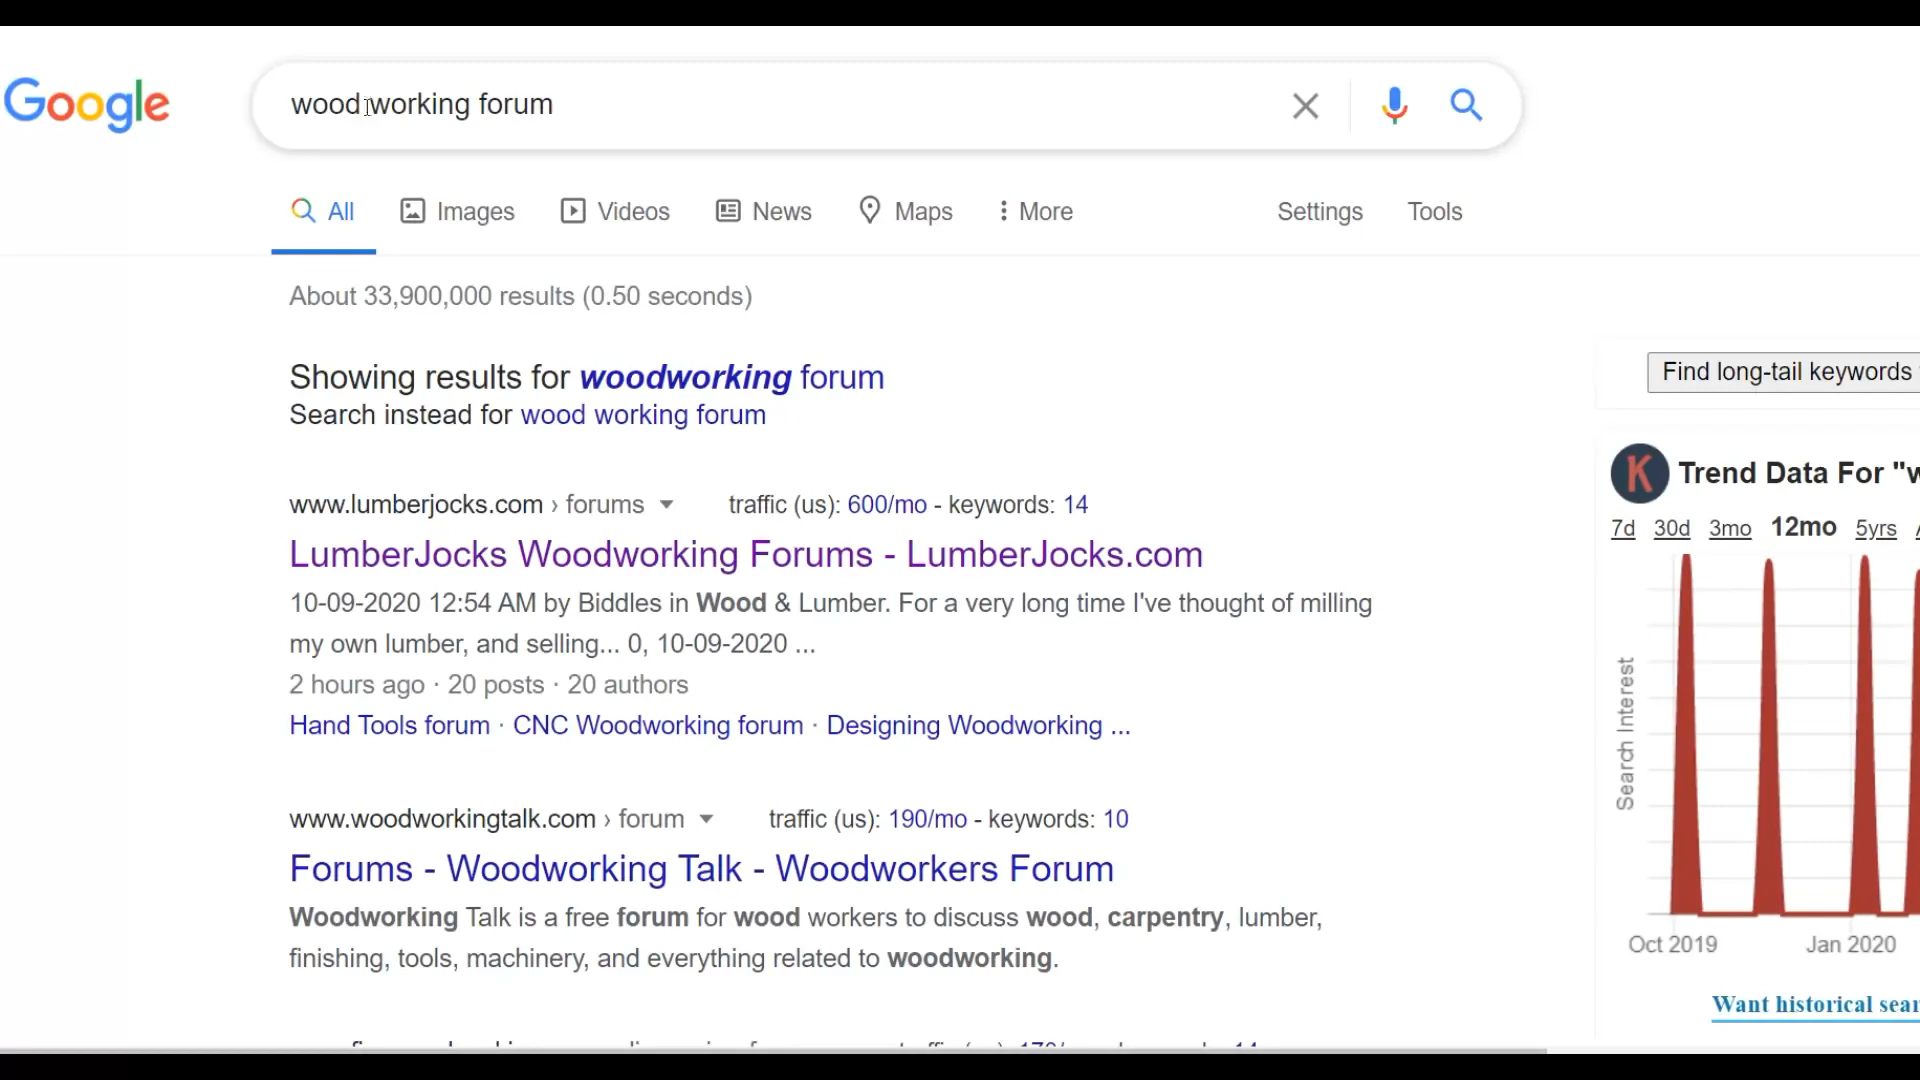 Google
wood working forum
All Images Videos News Maps More Settings Tools
About 33,900,000 results (0.50 seconds)
Showing results for woodworking forum
Search instead for wood working forum
Find long-tail keywords
www.lumberjocks.com › forums traffic (us): 600/mo - keywords: 14
LumberJocks Woodworking Forums - LumberJocks.com
10-09-2020 12:54 AM by Biddles in Wood & Lumber. For a very long time I've thought of milling
my own lumber, and selling... 0, 10-09-2020 ...
2 hours ago · 20 posts · 20 authors
Hand Tools forum · CNC Woodworking forum · Designing Woodworking ...
www.woodworkingtalk.com › forum traffic (us): 190/mo - keywords: 10
Forums - Woodworking Talk - Woodworkers Forum
Woodworking Talk is a free forum for wood workers to discuss wood, carpentry, lumber,
finishing, tools, machinery, and everything related to woodworking.
K
Trend Data For "w
7d 30d 3mo 12mo 5yrs
Search Interest
Oct 2019 Jan 2020
Want historical sear